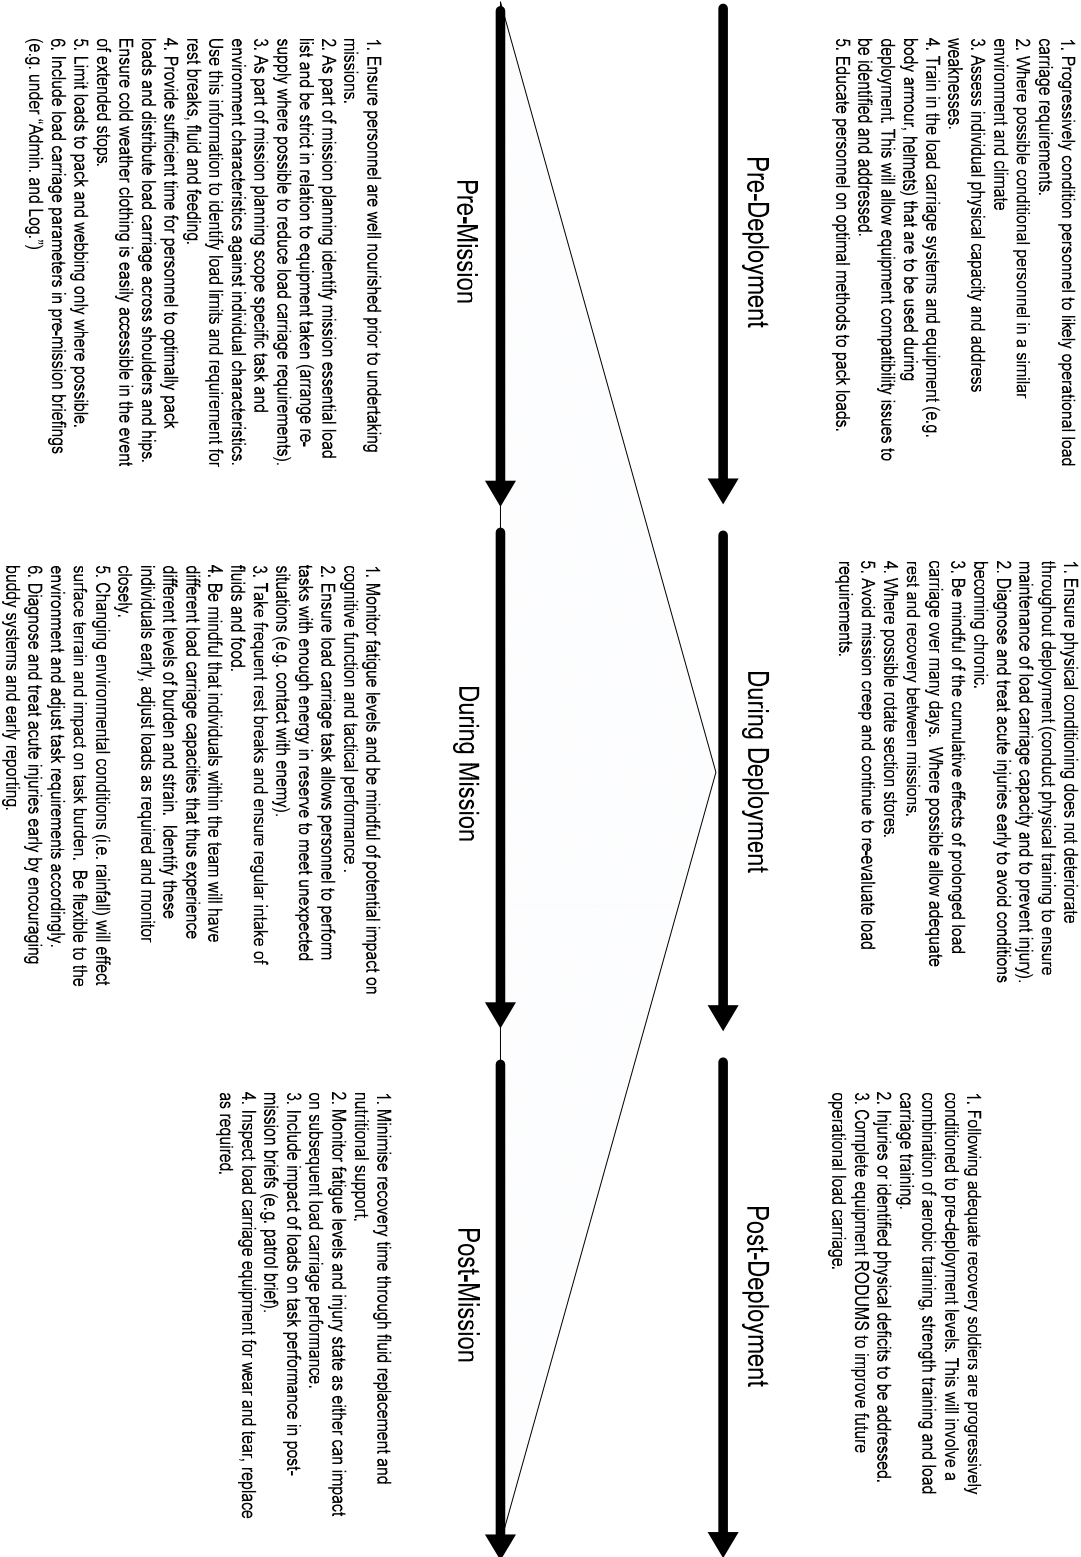 1. Progressively condition personnel to likely operational load
carriage requirements.
2. Where possible conditional personnel in a similar
environment and climate
3. Assess individual physical capacity and address
weaknesses.
4. Train in the load carriage systems and equipment (e.g.
body armour, helmets) that are to be used during
deployment. This will allow equipment compatibility issues to
be identified and addressed.
5. Educate personnel on optimal methods to pack loads.
1. Ensure physical conditioning does not deteriorate
throughout deployment (conduct physical training to ensure
maintenance of load carriage capacity and to prevent injury).
2. Diagnose and treat acute injuries early to avoid conditions
becoming chronic.
3. Be mindful of the cumulative effects of prolonged load
carriage over many days.  Where possible allow adequate
rest and recovery between missions.
4. Where possible rotate section stores.
5. Avoid mission creep and continue to re-evaluate load
requirements.
1. Following adequate recovery soldiers are progressively
conditioned to pre-deployment levels. This will involve a
combination of aerobic training, strength training and load
carriage training.
2. Injuries or identified physical deficits to be addressed.
3. Complete equipment RODUMS to improve future
operational load carriage.
Pre-Deployment
During Deployment
Post-Deployment
Pre-Mission
During Mission
Post-Mission
1. Ensure personnel are well nourished prior to undertaking
missions.
2. As part of mission planning identify mission essential load
list and be strict in relation to equipment taken (arrange re-
supply where possible to reduce load carriage requirements).
3. As part of mission planning scope specific task and
environment characteristics against individual characteristics.
Use this information to identify load limits and requirement for
rest breaks, fluid and feeding.
4. Provide sufficient time for personnel to optimally pack
loads and distribute load carriage across shoulders and hips.
Ensure cold weather clothing is easily accessible in the event
of extended stops.
5. Limit loads to pack and webbing only where possible.
6. Include load carriage parameters in pre-mission briefings
(e.g. under “Admin. and Log.”)
1. Monitor fatigue levels and be mindful of potential impact on
cognitive function and tactical performance .
2. Ensure load carriage task allows personnel to perform
tasks with enough energy in reserve to meet unexpected
situations (e.g. contact with enemy).
3. Take frequent rest breaks and ensure regular intake of
fluids and food.
4. Be mindful that individuals within the team will have
different load carriage capacities that thus experience
different levels of burden and strain.  Identify these
individuals early, adjust loads as required and monitor
closely.
5. Changing environmental conditions (i.e. rainfall) will effect
surface terrain and impact on task burden.  Be flexible to the
environment and adjust task requirements accordingly.
6. Diagnose and treat acute injuries early by encouraging
buddy systems and early reporting.
1. Minimise recovery time through fluid replacement and
nutritional support.
2. Monitor fatigue levels and injury state as either can impact
on subsequent load carriage performance.
3. Include impact of loads on task performance in post-
mission briefs (e.g. patrol brief).
4. Inspect load carriage equipment for wear and tear, replace
as required.